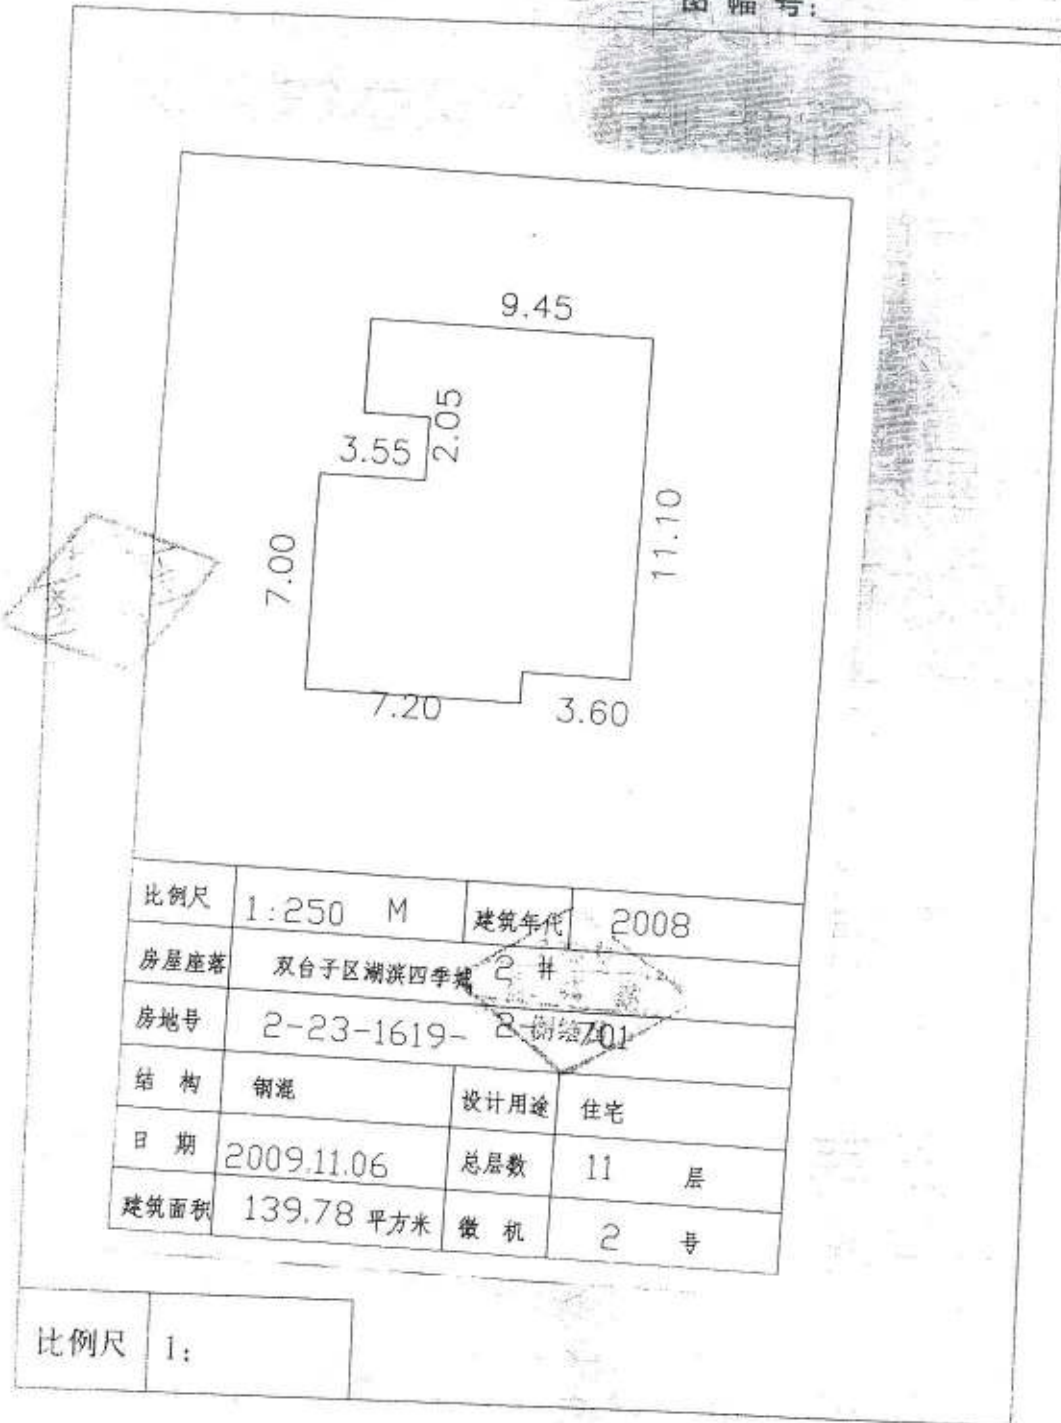 图幅号:
9.45
2.05
3.55
11.10
7.00
7.20
3.60
比例尺 1:250 M 建筑年代 2008
房屋座落 双台子区湖滨四季城 2 #
房地号 2-23-1619- 2- 701
结 构 钢混 设计用途 住宅
日 期 2009.11.06 总层数 11 层
建筑面积 139.78 平方米 微 机 2 号
比例尺 1: